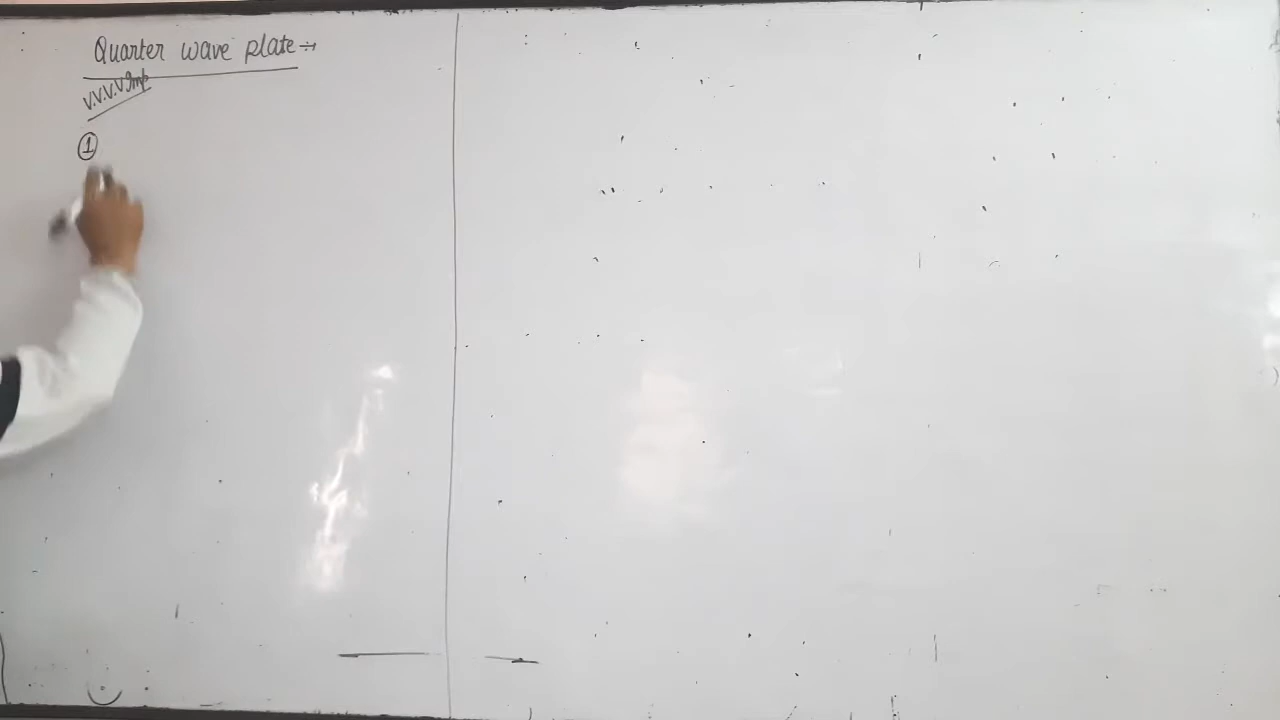 Quarter wave plate →
V.V.V.V Imp
①